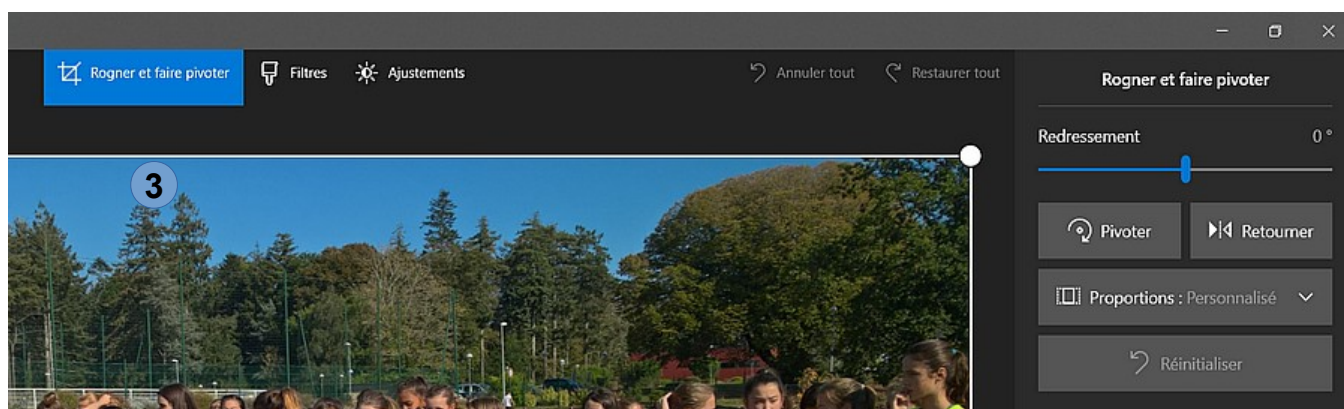 Rogner et faire pivoter
Filtres
Ajustements
Annuler tout
Restaurer tout
Rogner et faire pivoter
Redressement
0 °
3
Pivoter
Retourner
Proportions : Personnalisé
Réinitialiser